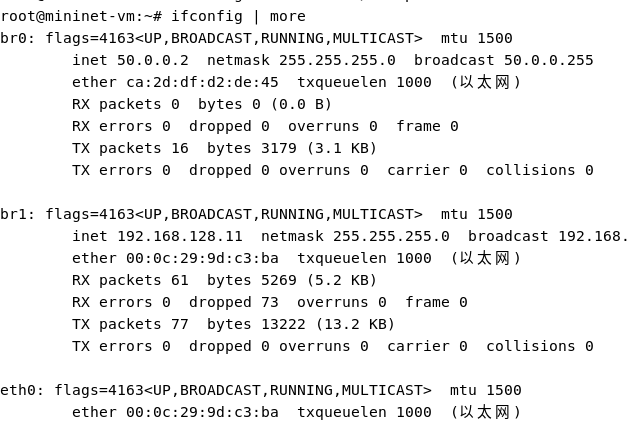 root@mininet-vm:~# ifconfig | more
br0: flags=4163<UP,BROADCAST,RUNNING,MULTICAST>  mtu 1500
        inet 50.0.0.2  netmask 255.255.255.0  broadcast 50.0.0.255
        ether ca:2d:df:d2:de:45  txqueuelen 1000  (以太网)
        RX packets 0  bytes 0 (0.0 B)
        RX errors 0  dropped 0  overruns 0  frame 0
        TX packets 16  bytes 3179 (3.1 KB)
        TX errors 0  dropped 0 overruns 0  carrier 0  collisions 0

br1: flags=4163<UP,BROADCAST,RUNNING,MULTICAST>  mtu 1500
        inet 192.168.128.11  netmask 255.255.255.0  broadcast 192.168.
        ether 00:0c:29:9d:c3:ba  txqueuelen 1000  (以太网)
        RX packets 61  bytes 5269 (5.2 KB)
        RX errors 0  dropped 73  overruns 0  frame 0
        TX packets 77  bytes 13222 (13.2 KB)
        TX errors 0  dropped 0 overruns 0  carrier 0  collisions 0

eth0: flags=4163<UP,BROADCAST,RUNNING,MULTICAST>  mtu 1500
        ether 00:0c:29:9d:c3:ba  txqueuelen 1000  (以太网)